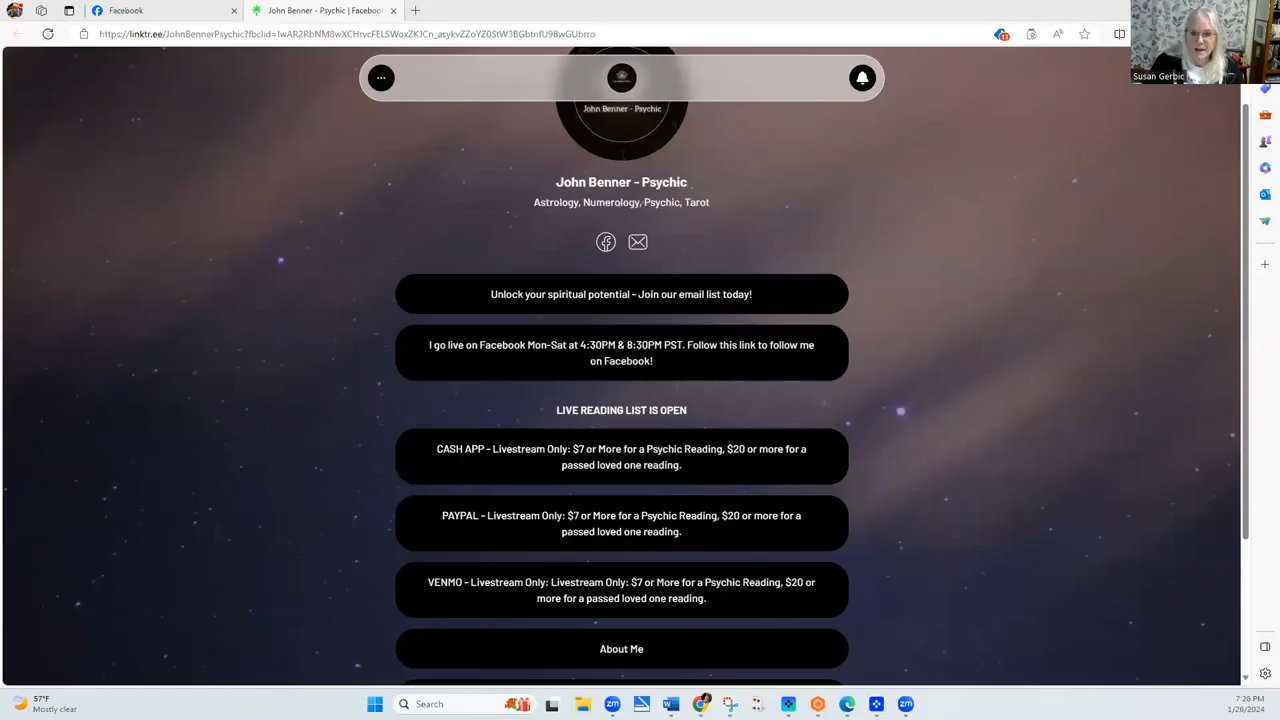 Facebook
John Benner - Psychic | Facebo
https://linktr.ee/JohnBennerPsychic?fbclid=IwAR2RbNM8wXCHrvcFELSWoxZKJCn_asykvZZoYZ0StW3BGbtnfU9BwGUbrro
13
Susan Gerbic
...
John Benner - Psychic
John Benner - Psychic
Astrology, Numerology, Psychic, Tarot
Unlock your spiritual potential - Join our email list today!
I go live on Facebook Mon-Sat at 4:30PM & 8:30PM PST. Follow this link to follow me
on Facebook!
LIVE READING LIST IS OPEN
CASH APP - Livestream Only: $7 or More for a Psychic Reading, $20 or more for a
passed loved one reading.
PAYPAL - Livestream Only: $7 or More for a Psychic Reading, $20 or more for a
passed loved one reading.
VENMO - Livestream Only: Livestream Only: $7 or More for a Psychic Reading, $20 or
more for a passed loved one reading.
About Me
57°F
Mostly clear
Search
zm
W
zm
zm
7:28 PM
1/26/2024